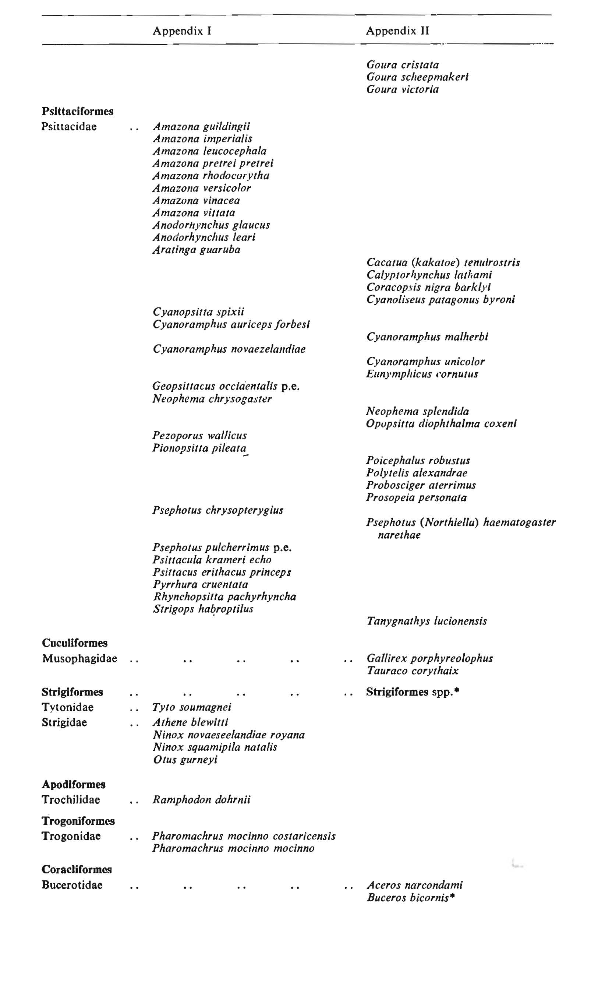 Appendix I Appendix II
Goura cristata
Goura scheepmakeri
Goura victoria
Psittaciformes
Psittacidae .. Amazona guildingii
Amazona imperialis
Amazona leucocephala
Amazona pretrei pretrei
Amazona rhodocorytha
Amazona versicolor
Amazona vinacea
Amazona vittata
Anodorhynchus glaucus
Anodorhynchus leari
Aratinga guaruba
Cacatua (kakatoe) tenuirostris
Calyptorhynchus lathami
Coracopsis nigra barklyi
Cyanoliseus patagonus byroni
Cyanopsitta spixii
Cyanoramphus auriceps forbesi
Cyanoramphus malherbi
Cyanoramphus novaezelandiae
Cyanoramphus unicolor
Eunymphicus cornutus
Geopsittacus occidentalis p.e.
Neophema chrysogaster
Neophema splendida
Opopsitta diophthalma coxeni
Pezoporus wallicus
Pionopsitta pileata
Poicephalus robustus
Polytelis alexandrae
Probosciger aterrimus
Prosopeia personata
Psephotus chrysopterygius
Psephotus (Northiella) haematogaster
narethae
Psephotus pulcherrimus p.e.
Psittacula krameri echo
Psittacus erithacus princeps
Pyrrhura cruentata
Rhynchopsitta pachyrhyncha
Strigops habroptilus
Tanygnathys lucionensis
Cuculiformes
Musophagidae .. .. .. .. .. Gallirex porphyreolophus
Tauraco corythaix
Strigiformes .. .. .. .. .. Strigiformes spp.*
Tytonidae .. Tyto soumagnei
Strigidae .. Athene blewitti
Ninox novaeseelandiae royana
Ninox squamipila natalis
Otus gurneyi
Apodiformes
Trochilidae .. Ramphodon dohrnii
Trogoniformes
Trogonidae .. Pharomachrus mocinno costaricensis
Pharomachrus mocinno mocinno
Coraciiformes
Bucerotidae .. .. .. .. .. Aceros narcondami
Buceros bicornis*